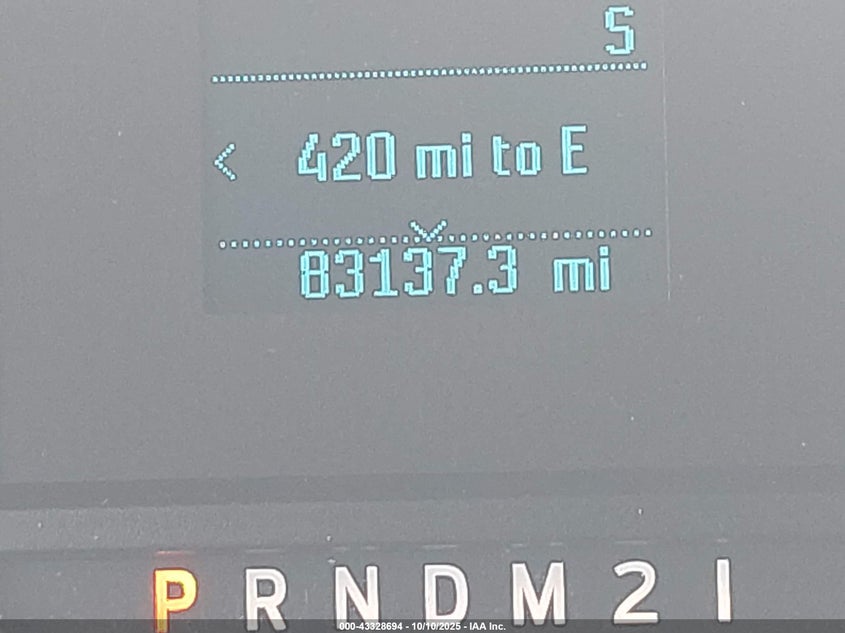 S
< 420 mi to E
83137.3 mi
P R N D M 2 1
000-43328694 - 10/10/2025 - IAA Inc.